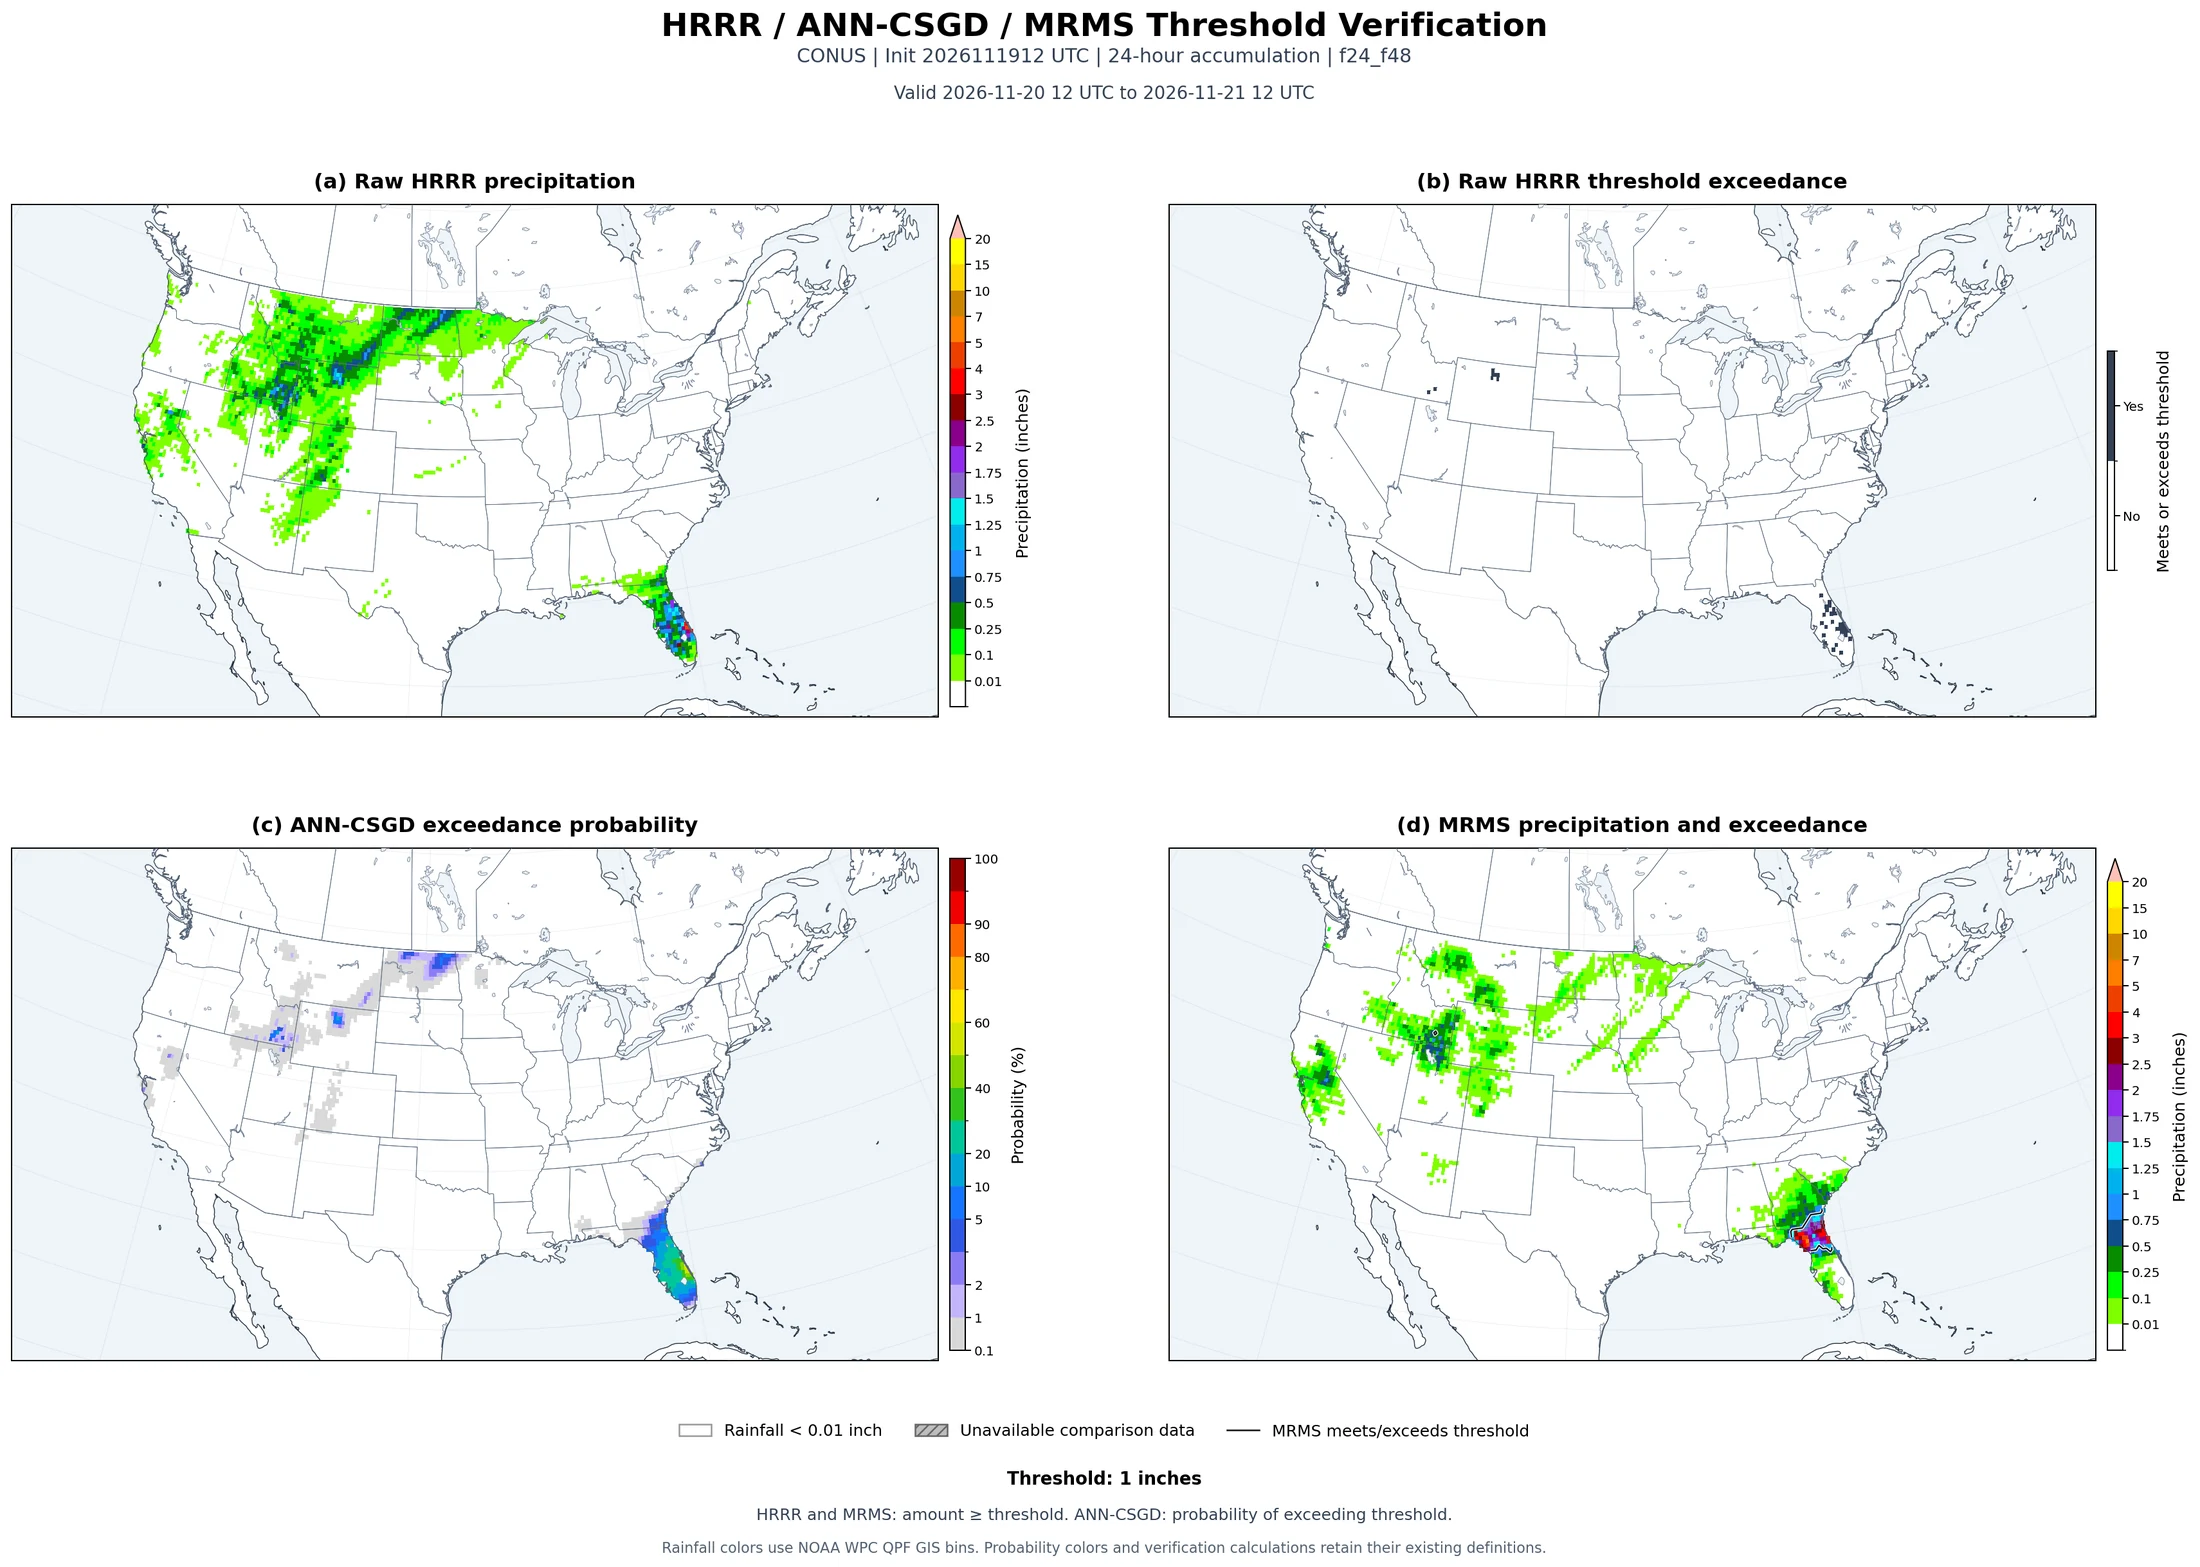 HRRR / ANN-CSGD / MRMS Threshold Verification
CONUS | Init 2026111912 UTC | 24-hour accumulation | f24_f48
Valid 2026-11-20 12 UTC to 2026-11-21 12 UTC
(a) Raw HRRR precipitation
20
15
10
7
5
4
3
2.5
2
1.75
1.5
1.25
1
0.75
0.5
0.25
0.1
0.01
Precipitation (inches)
(b) Raw HRRR threshold exceedance
Yes
No
Meets or exceeds threshold
(c) ANN-CSGD exceedance probability
100
90
80
60
40
20
10
5
2
1
0.1
Probability (%)
(d) MRMS precipitation and exceedance
20
15
10
7
5
4
3
2.5
2
1.75
1.5
1.25
1
0.75
0.5
0.25
0.1
0.01
Precipitation (inches)
Rainfall < 0.01 inch
Unavailable comparison data
MRMS meets/exceeds threshold
Threshold: 1 inches
HRRR and MRMS: amount ≥ threshold. ANN-CSGD: probability of exceeding threshold.
Rainfall colors use NOAA WPC QPF GIS bins. Probability colors and verification calculations retain their existing definitions.